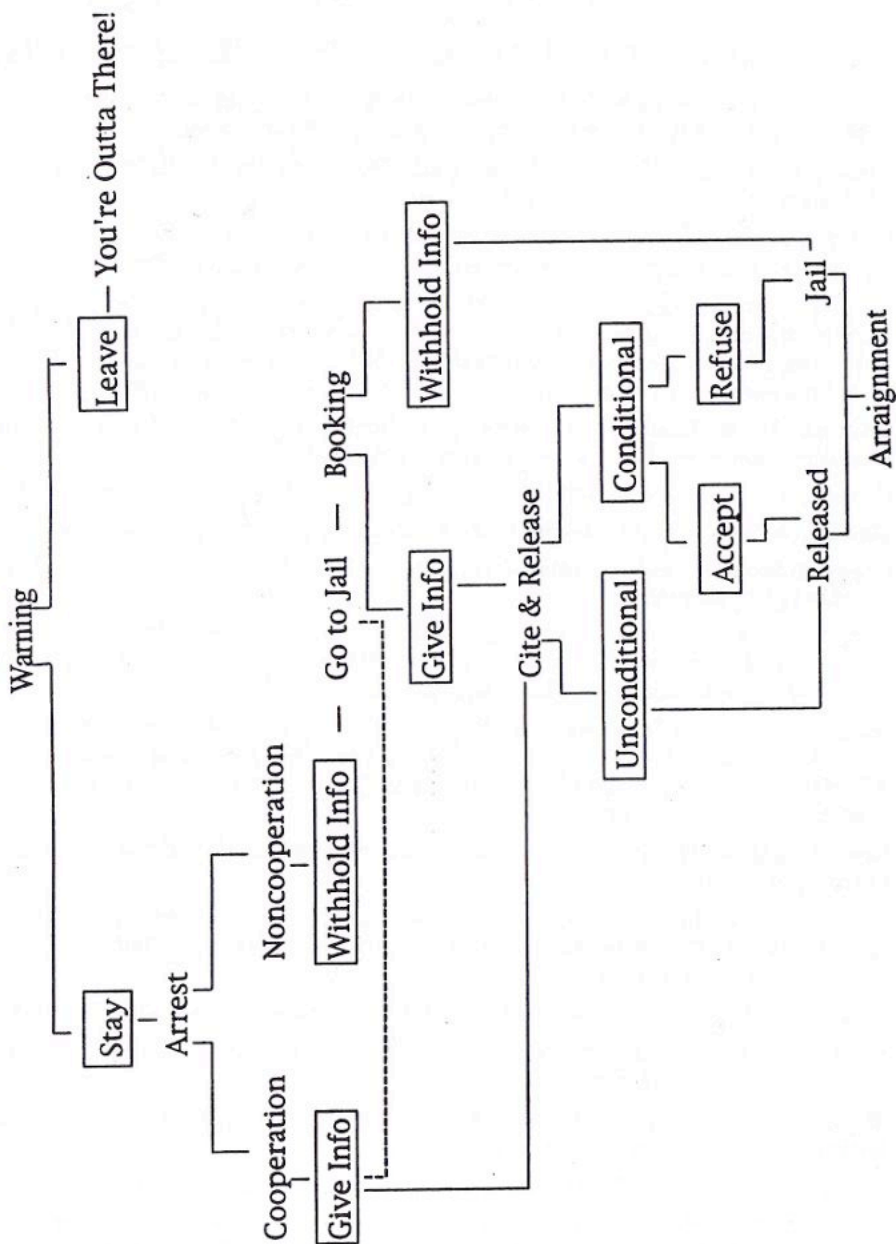 Warning
Stay
Leave — You're Outta There!
Arrest
Cooperation
Noncooperation
Give Info
Withhold Info — Go to Jail — Booking
Give Info
Withhold Info
Cite & Release
Unconditional
Conditional
Accept
Refuse
Released
Jail
Arraignment